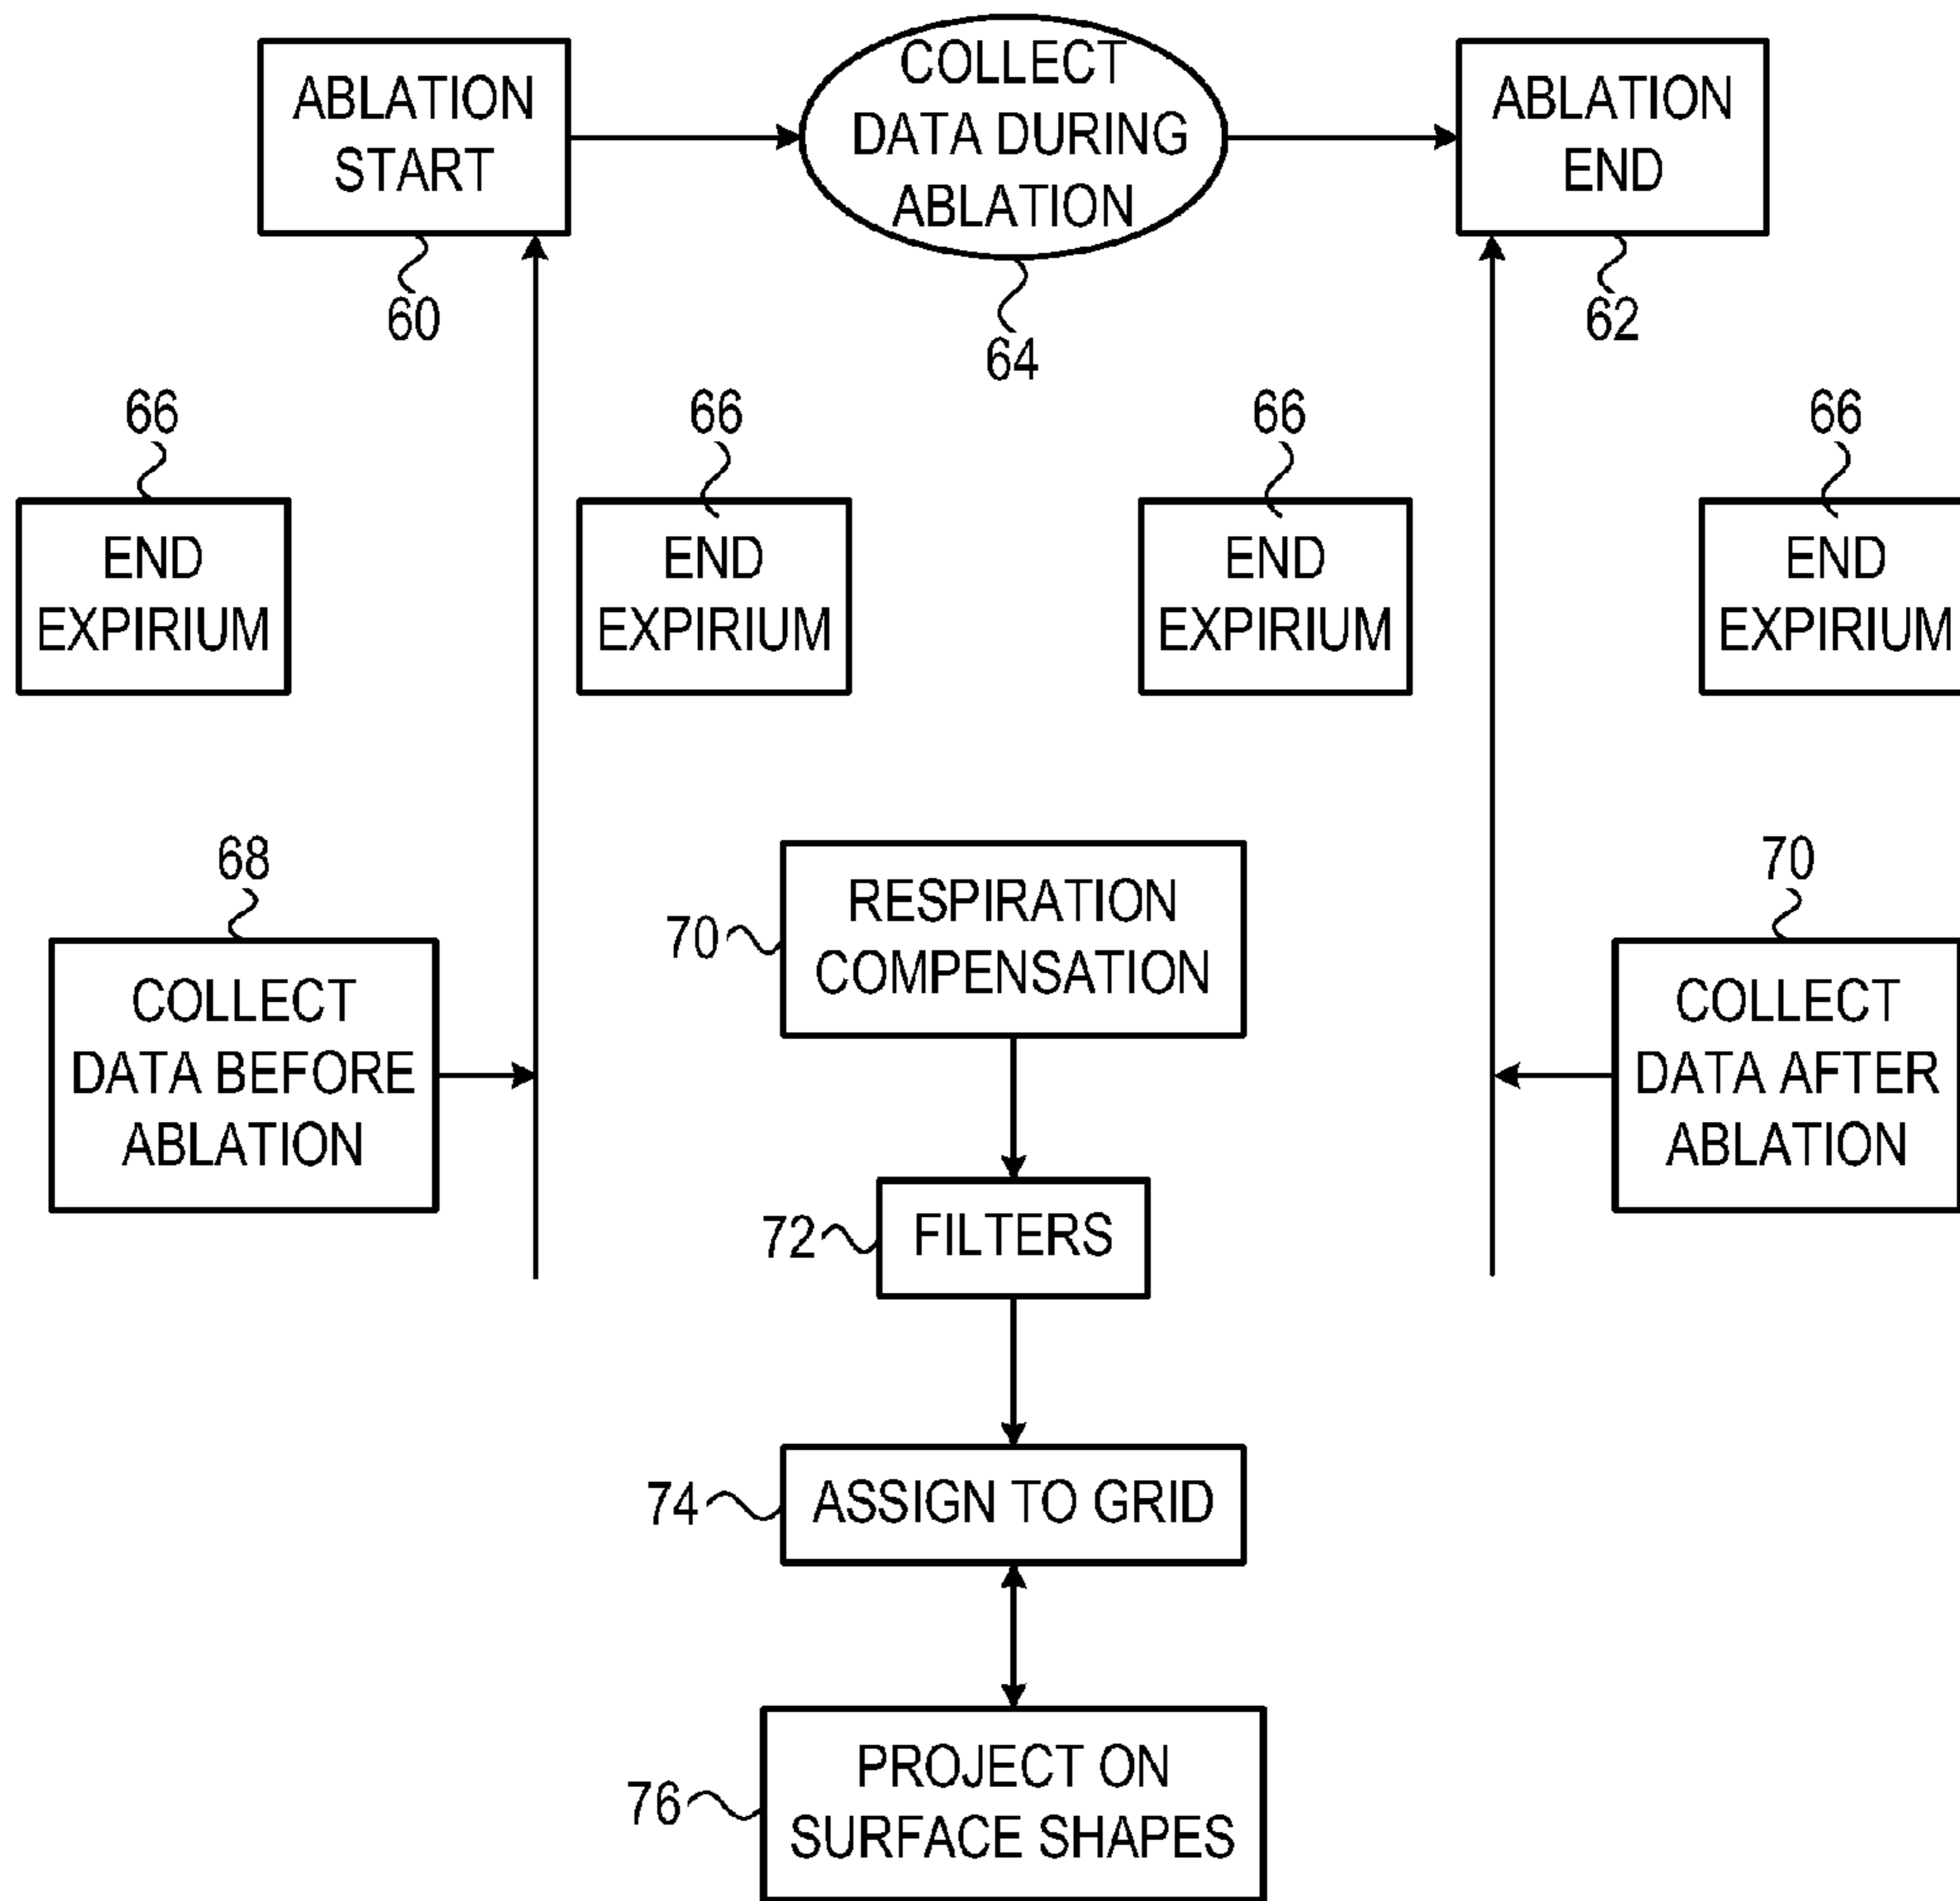 ABLATION
START
COLLECT
DATA DURING
ABLATION
ABLATION
END
60
64
62
66
66
66
66
END
EXPIRIUM
END
EXPIRIUM
END
EXPIRIUM
END
EXPIRIUM
68
COLLECT
DATA BEFORE
ABLATION
70
RESPIRATION
COMPENSATION
70
COLLECT
DATA AFTER
ABLATION
72
FILTERS
74
ASSIGN TO GRID
76
PROJECT ON
SURFACE SHAPES